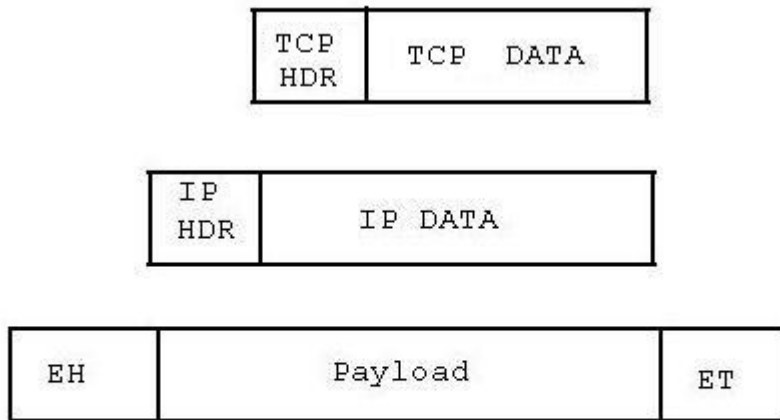 TCP
HDR
TCP DATA
IP
HDR
IP DATA
EH
Payload
ET